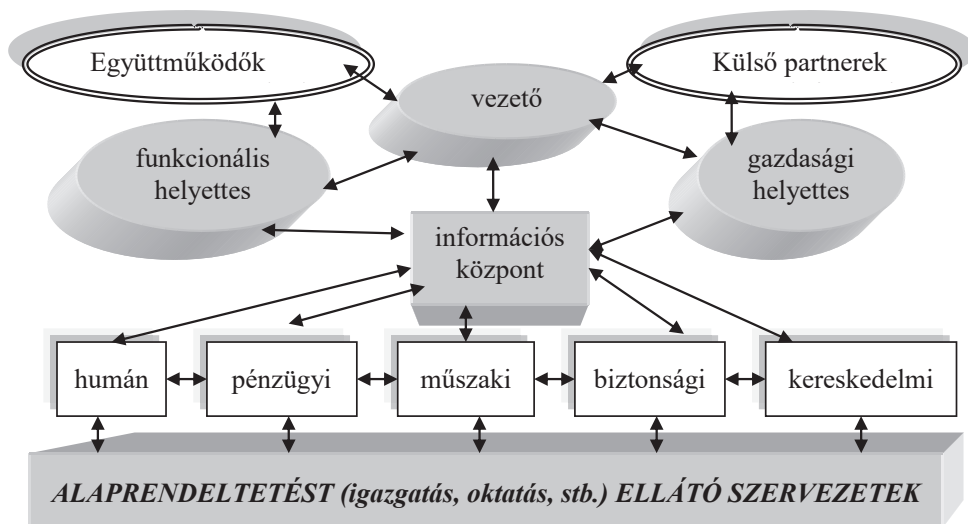 Együttműködők
Külső partnerek
vezető
funkcionális
helyettes
gazdasági
helyettes
információs
központ
humán
pénzügyi
műszaki
biztonsági
kereskedelmi
ALAPRENDELTETÉST (igazgatás, oktatás, stb.) ELLÁTÓ SZERVEZETEK